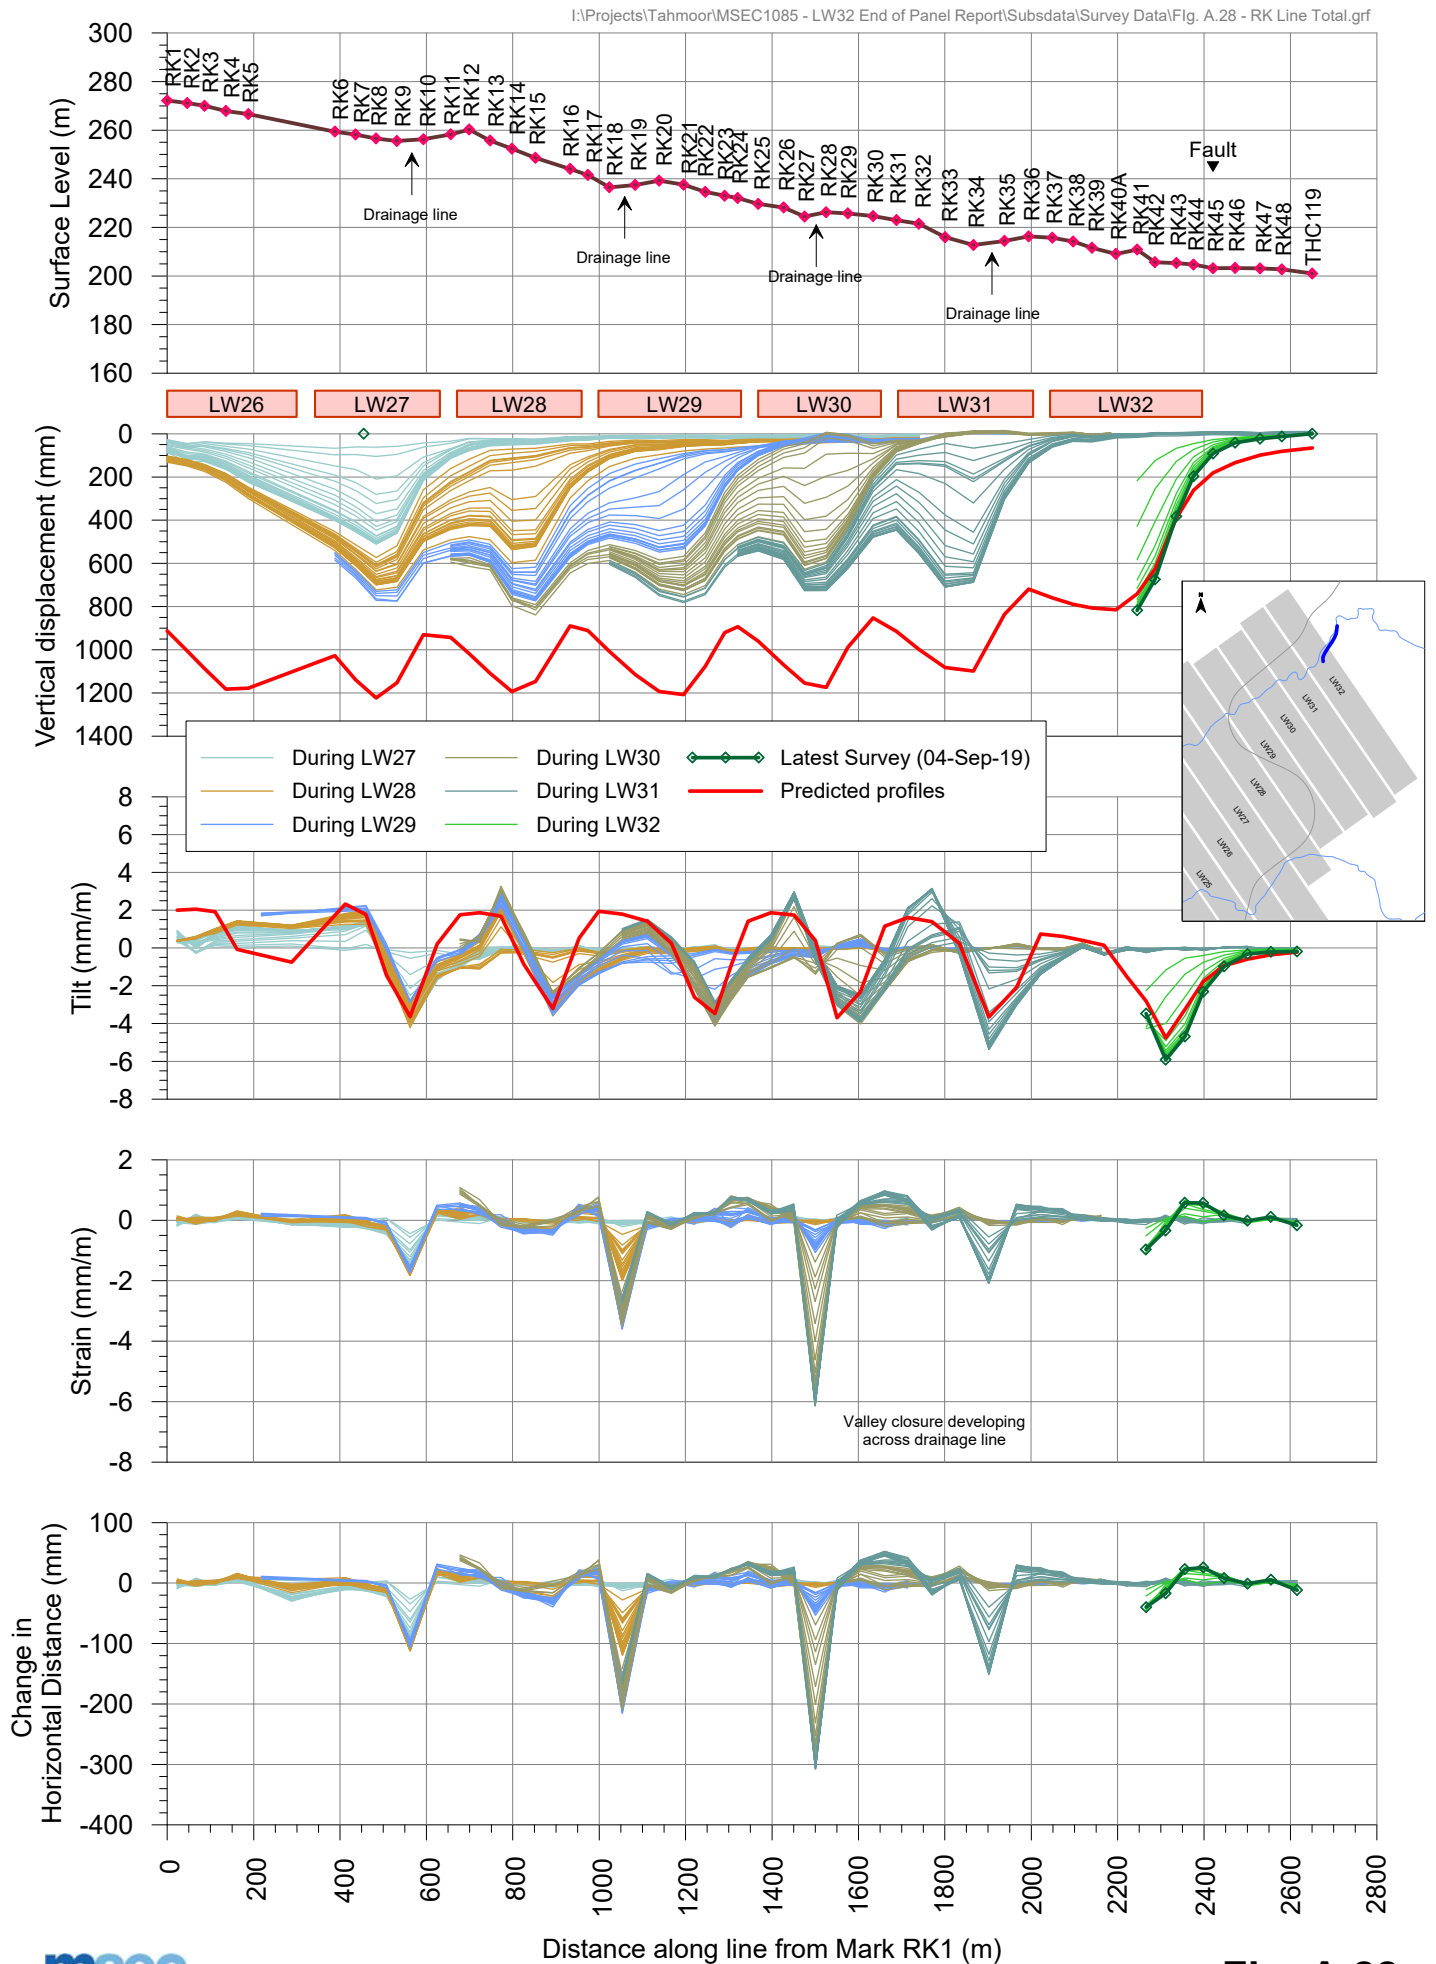 I:\Projects\Tahmoor\MSEC1085 - LW32 End of Panel Report\Subsdata\Survey Data\FIg. A.28 - RK Line Total.grf
Surface Level (m)
300
280
260
240
220
200
180
160
RK1
RK2
RK3
RK4
RK5
RK6
RK7
RK8
RK9
RK10
RK11
RK12
RK13
RK14
RK15
RK16
RK17
RK18
RK19
RK20
RK21
RK22
RK23
RK24
RK25
RK26
RK27
RK28
RK29
RK30
RK31
RK32
RK33
RK34
RK35
RK36
RK37
RK38
RK39
RK40A
RK41
RK42
RK43
RK44
RK45
RK46
RK47
RK48
THC119
Fault
Drainage line
Drainage line
Drainage line
Drainage line
LW26
LW27
LW28
LW29
LW30
LW31
LW32
Vertical displacement (mm)
0
200
400
600
800
1000
1200
1400
N
LW32
LW31
LW30
LW29
LW28
LW27
LW26
LW25
During LW27
During LW28
During LW29
During LW30
During LW31
During LW32
Latest Survey (04-Sep-19)
Predicted profiles
Tilt (mm/m)
8
6
4
2
0
-2
-4
-6
-8
Strain (mm/m)
2
0
-2
-4
-6
-8
Valley closure developing
across drainage line
Change in
Horizontal Distance (mm)
100
0
-100
-200
-300
-400
0
200
400
600
800
1000
1200
1400
1600
1800
2000
2200
2400
2600
2800
Distance along line from Mark RK1 (m)